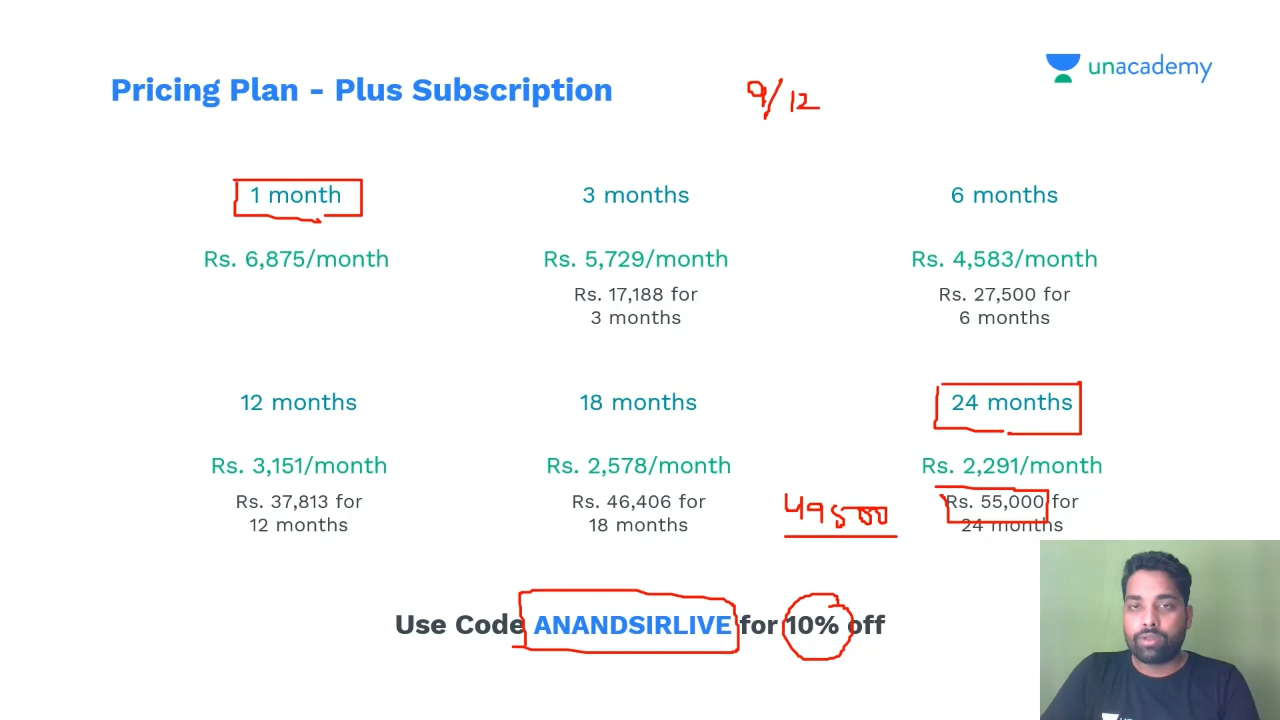 Pricing Plan - Plus Subscription
9/12
unacademy
1 month
3 months
6 months
Rs. 6,875/month
Rs. 5,729/month
Rs. 4,583/month
Rs. 17,188 for
3 months
Rs. 27,500 for
6 months
12 months
18 months
24 months
Rs. 3,151/month
Rs. 2,578/month
Rs. 2,291/month
Rs. 37,813 for
12 months
Rs. 46,406 for
18 months
49500
Rs. 55,000 for
24 months
Use Code ANANDSIRLIVE for 10% off